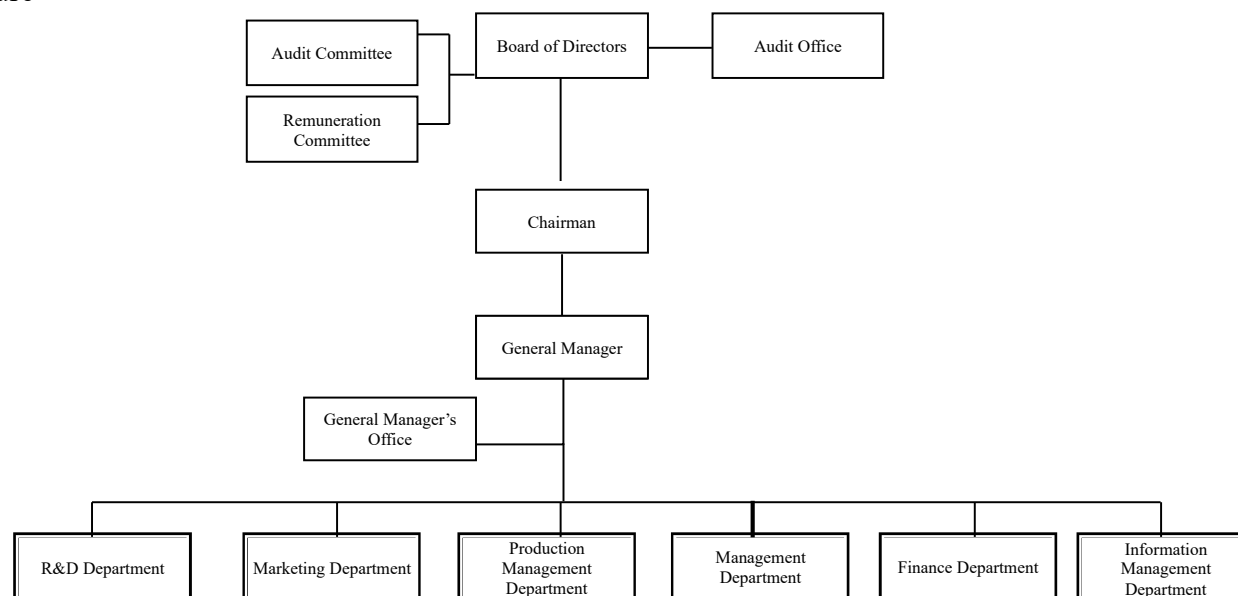 Audit Committee
Board of Directors
Audit Office
Remuneration
Committee
Chairman
General Manager
General Manager’s
Office
R&D Department
Marketing Department
Production
Management
Department
Management
Department
Finance Department
Information
Management
Department